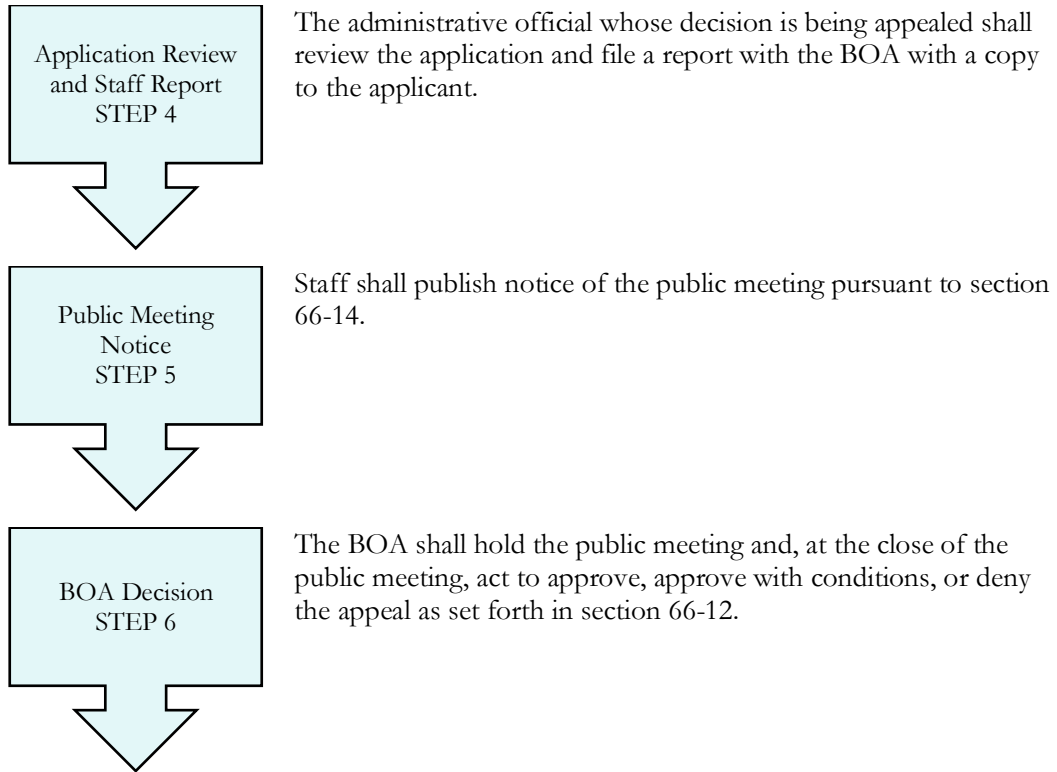 Application Review
and Staff Report
STEP 4
The administrative official whose decision is being appealed shall
review the application and file a report with the BOA with a copy
to the applicant.
Public Meeting
Notice
STEP 5
Staff shall publish notice of the public meeting pursuant to section
66-14.
BOA Decision
STEP 6
The BOA shall hold the public meeting and, at the close of the
public meeting, act to approve, approve with conditions, or deny
the appeal as set forth in section 66-12.